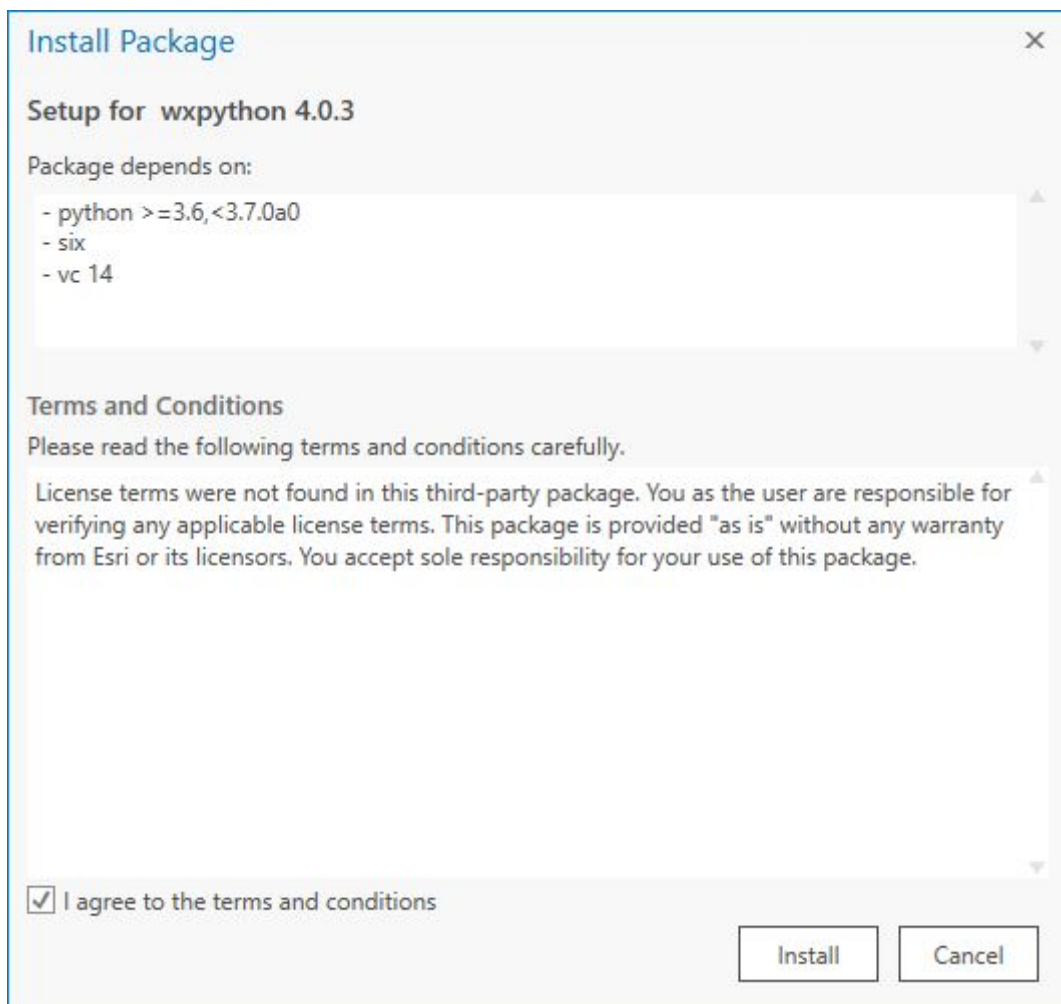 Install Package
Setup for wxpython 4.0.3
Package depends on:
- python >=3.6,<3.7.0a0
- six
- vc 14
Terms and Conditions
Please read the following terms and conditions carefully.
License terms were not found in this third-party package. You as the user are responsible for
verifying any applicable license terms. This package is provided "as is" without any warranty
from Esri or its licensors. You accept sole responsibility for your use of this package.
I agree to the terms and conditions
Install Cancel